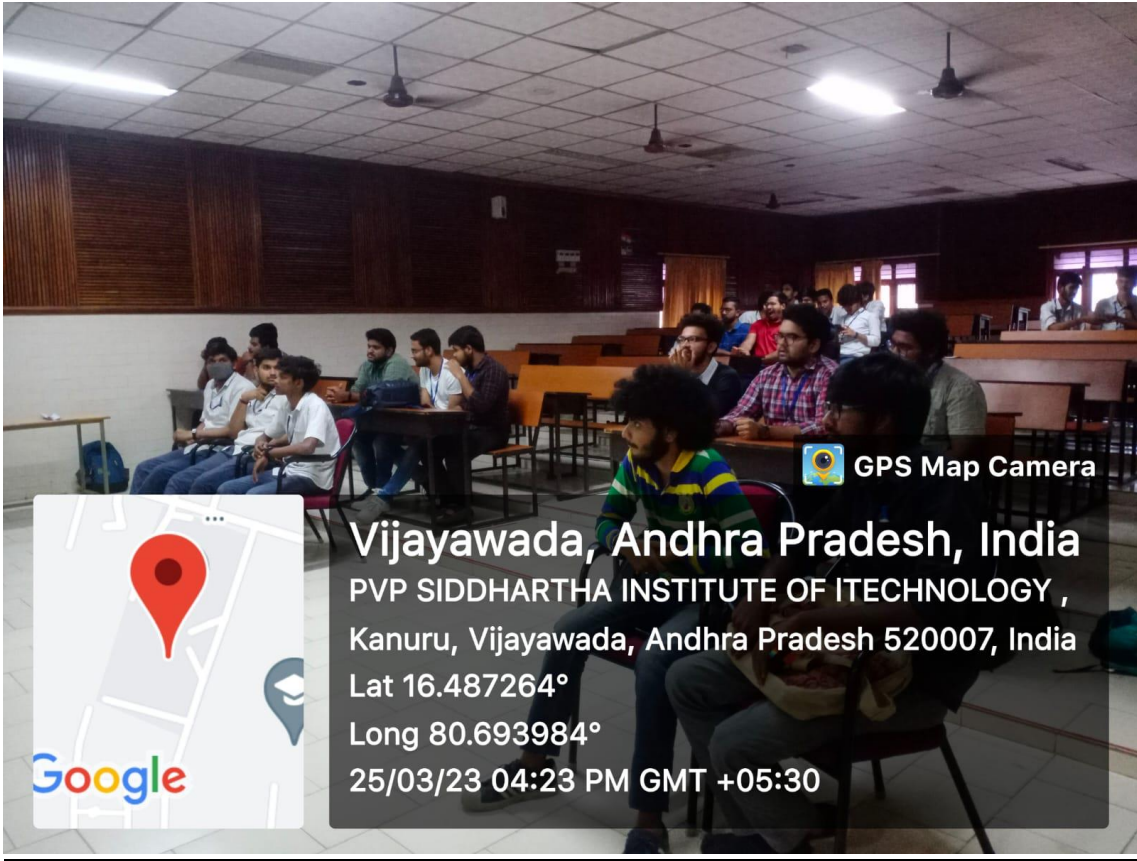 GPS Map Camera
Vijayawada, Andhra Pradesh, India
PVP SIDDHARTHA INSTITUTE OF ITECHNOLOGY ,
Kanuru, Vijayawada, Andhra Pradesh 520007, India
Lat 16.487264°
Long 80.693984°
25/03/23 04:23 PM GMT +05:30
Google